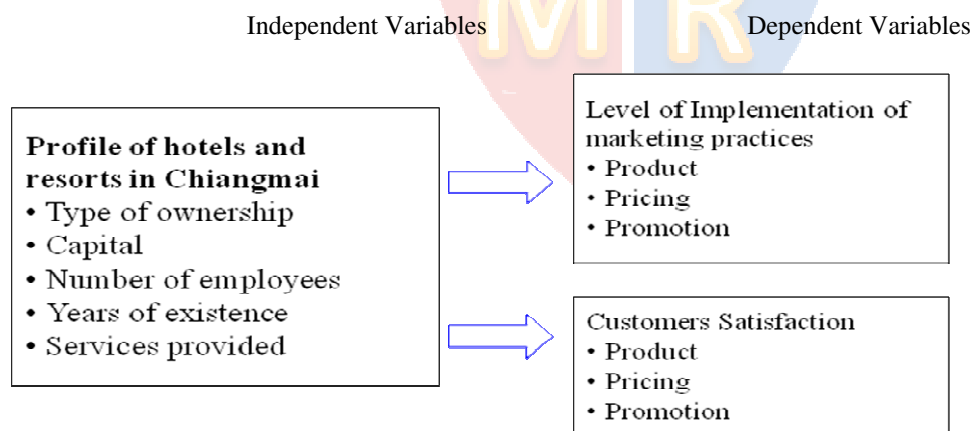 Independent Variables Dependent Variables
Profile of hotels and
resorts in Chiangmai
• Type of ownership
• Capital
• Number of employees
• Years of existence
• Services provided
Level of Implementation of
marketing practices
• Product
• Pricing
• Promotion
Customers Satisfaction
• Product
• Pricing
• Promotion
M R